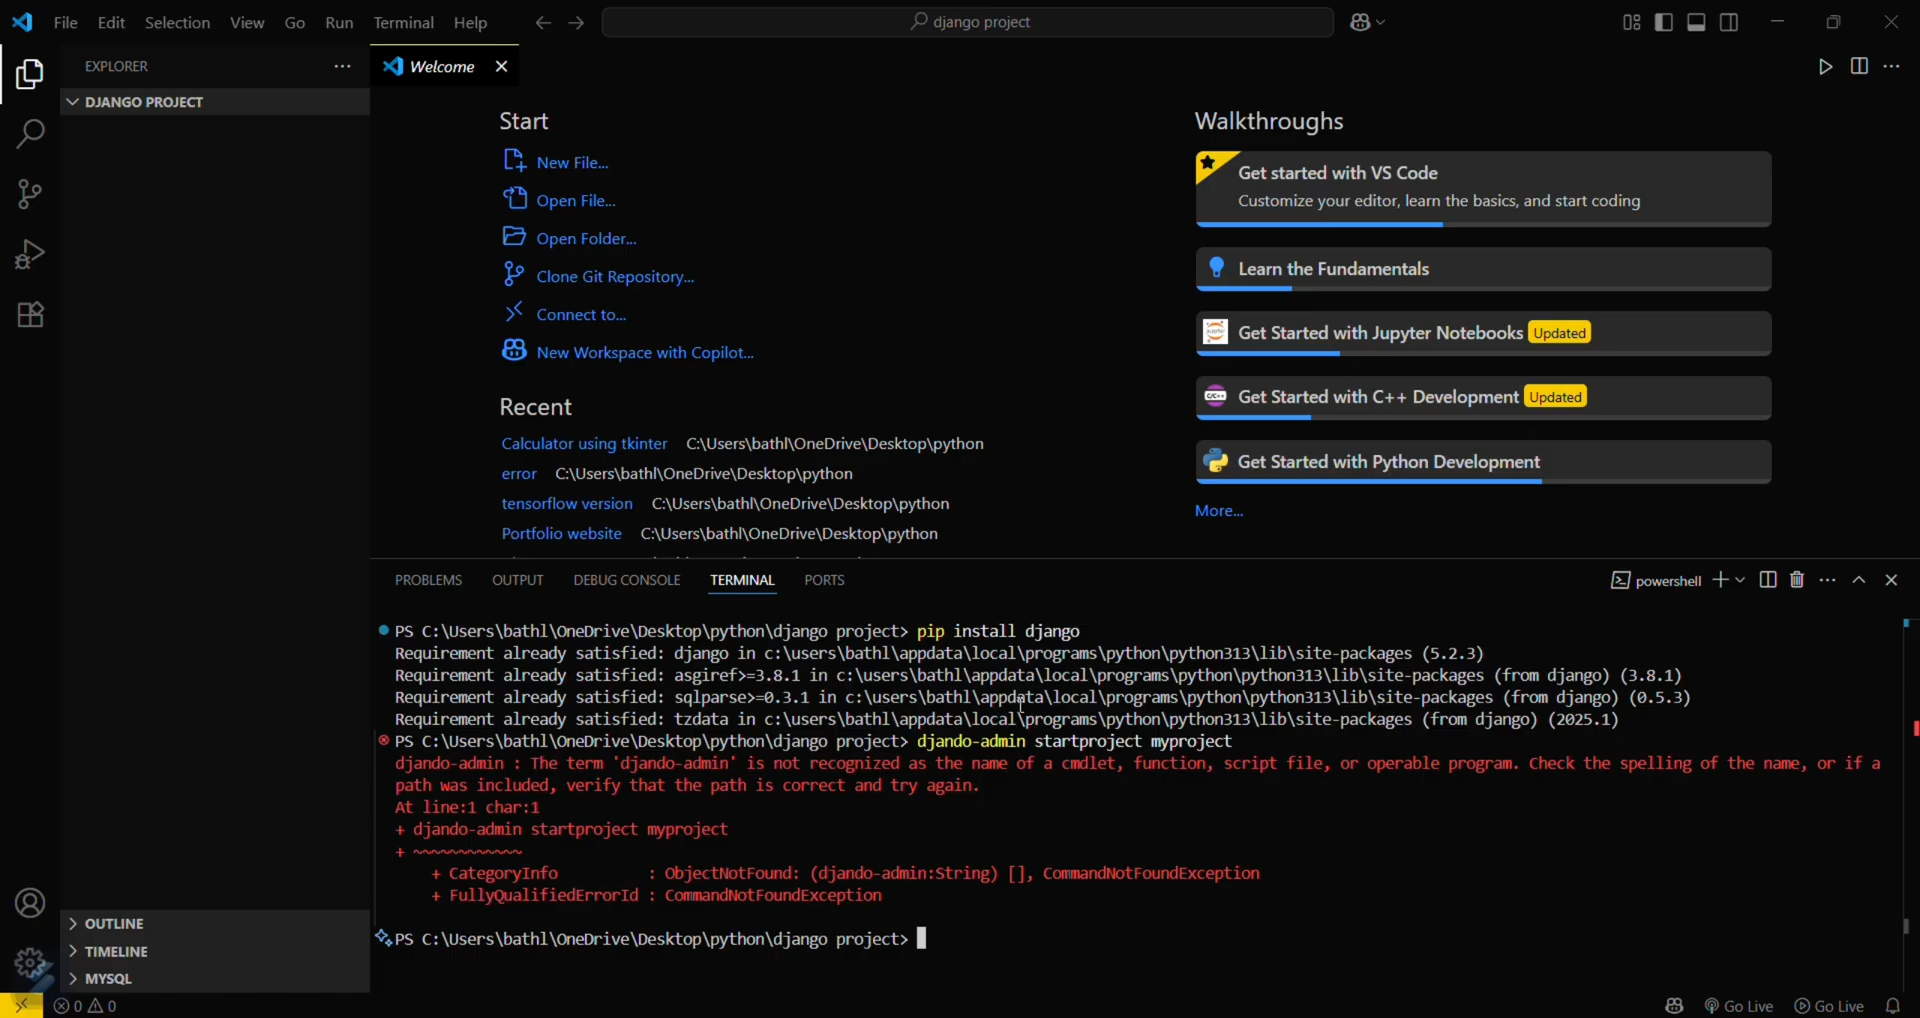 File Edit Selection View Go Run Terminal Help django project
EXPLORER
DJANGO PROJECT
Welcome
Start
New File...
Open File...
Open Folder...
Clone Git Repository...
Connect to...
New Workspace with Copilot...
Recent
Calculator using tkinter C:\Users\bathl\OneDrive\Desktop\python
error C:\Users\bathl\OneDrive\Desktop\python
tensorflow version C:\Users\bathl\OneDrive\Desktop\python
Portfolio website C:\Users\bathl\OneDrive\Desktop\python
Walkthroughs
Get started with VS Code
Customize your editor, learn the basics, and start coding
Learn the Fundamentals
Get Started with Jupyter Notebooks Updated
Get Started with C++ Development Updated
Get Started with Python Development
More...
PROBLEMS OUTPUT DEBUG CONSOLE TERMINAL PORTS powershell
PS C:\Users\bathl\OneDrive\Desktop\python\django project> pip install django
Requirement already satisfied: django in c:\users\bathl\appdata\local\programs\python\python313\lib\site-packages (5.2.3)
Requirement already satisfied: asgiref>=3.8.1 in c:\users\bathl\appdata\local\programs\python\python313\lib\site-packages (from django) (3.8.1)
Requirement already satisfied: sqlparse>=0.3.1 in c:\users\bathl\appdata\local\programs\python\python313\lib\site-packages (from django) (0.5.3)
Requirement already satisfied: tzdata in c:\users\bathl\appdata\local\programs\python\python313\lib\site-packages (from django) (2025.1)
PS C:\Users\bathl\OneDrive\Desktop\python\django project> djando-admin startproject myproject
djando-admin : The term 'djando-admin' is not recognized as the name of a cmdlet, function, script file, or operable program. Check the spelling of the name, or if a
path was included, verify that the path is correct and try again.
At line:1 char:1
+ djando-admin startproject myproject
+ ~~~~~~~~~~~~
+ CategoryInfo : ObjectNotFound: (djando-admin:String) [], CommandNotFoundException
+ FullyQualifiedErrorId : CommandNotFoundException
PS C:\Users\bathl\OneDrive\Desktop\python\django project>
OUTLINE
TIMELINE
MYSQL
0 0 Go Live Go Live